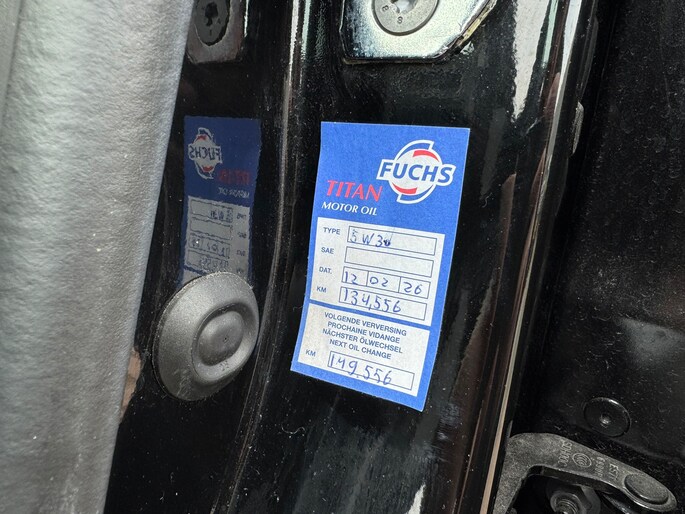 FUCHS
TITAN
MOTOR OIL
TYPE 5W30
SAE
DAT. 12 02 26
KM 134,556
VOLGENDE VERVERSING
PROCHAINE VIDANGE
NÄCHSTER ÖLWECHSEL
NEXT OIL CHANGE
KM 149,556